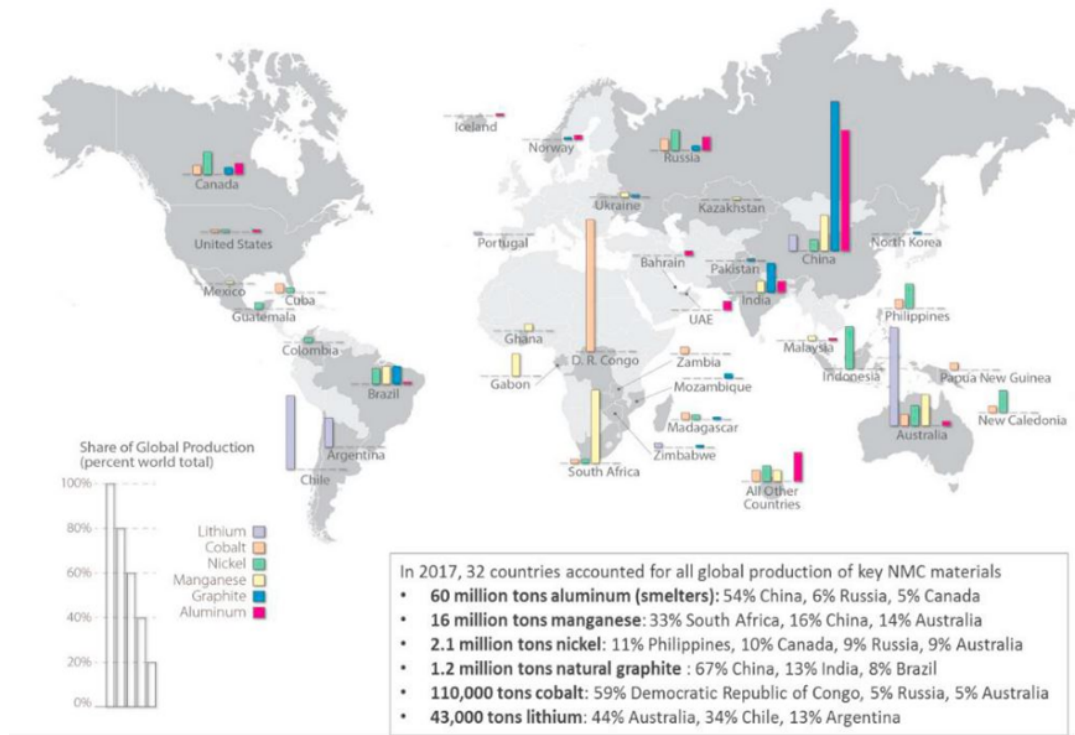 Iceland
Norway
Russia
Canada
Ukraine
Kazakhstan
United States
Portugal
China
North Korea
Bahrain
Pakistan
Mexico
Cuba
India
Guatemala
UAE
Philippines
Ghana
Colombia
Malaysia
D. R. Congo
Zambia
Indonesia
Papua New Guinea
Gabon
Mozambique
Brazil
Madagascar
New Caledonia
Australia
Argentina
Zimbabwe
South Africa
Chile
All Other
Countries
Share of Global Production
(percent world total)
100%
80%
60%
40%
20%
0%
Lithium
Cobalt
Nickel
Manganese
Graphite
Aluminum
In 2017, 32 countries accounted for all global production of key NMC materials
• 60 million tons aluminum (smelters): 54% China, 6% Russia, 5% Canada
• 16 million tons manganese: 33% South Africa, 16% China, 14% Australia
• 2.1 million tons nickel: 11% Philippines, 10% Canada, 9% Russia, 9% Australia
• 1.2 million tons natural graphite : 67% China, 13% India, 8% Brazil
• 110,000 tons cobalt: 59% Democratic Republic of Congo, 5% Russia, 5% Australia
• 43,000 tons lithium: 44% Australia, 34% Chile, 13% Argentina